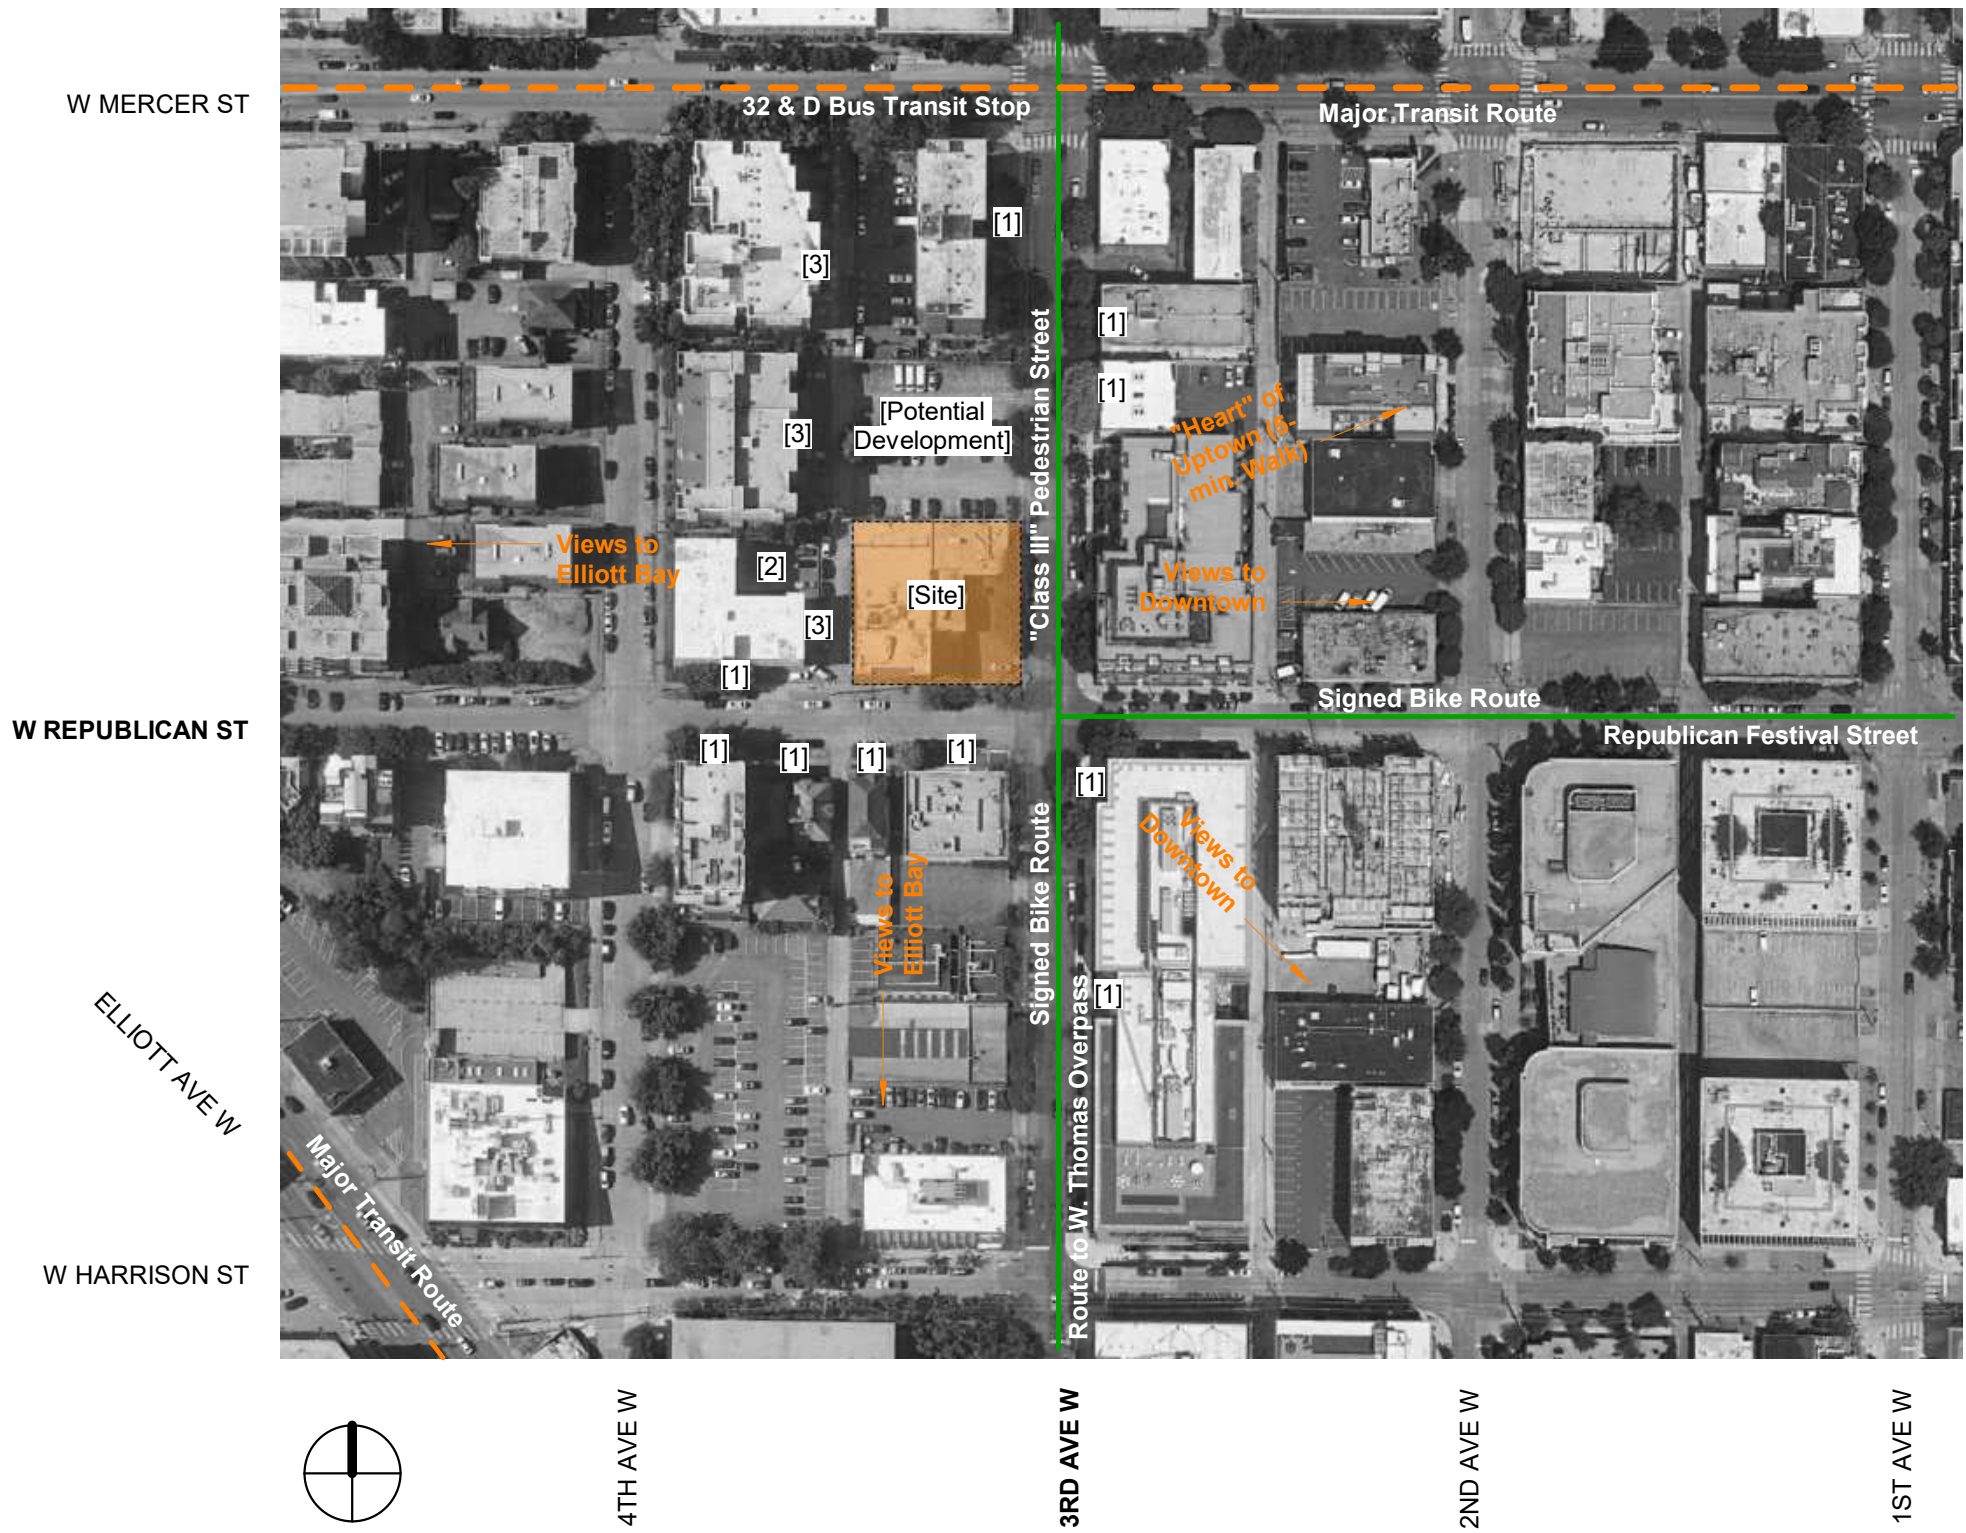 W MERCER ST
32 & D Bus Transit Stop
Major Transit Route
[1]
[3]
[1]
"Class III" Pedestrian Street
[1]
[3]
[Potential
Development]
"Heart" of
Uptown (5-
min. Walk)
Views to
Elliott Bay
[2]
[Site]
Views to
Downtown
[3]
[1]
Signed Bike Route
W REPUBLICAN ST
Republican Festival Street
[1]
[1]
[1]
[1]
[1]
Views to
Elliott Bay
Signed Bike Route
Views to
Downtown
[1]
Route to W. Thomas Overpass
ELLIOTT AVE W
Major Transit Route
W HARRISON ST
4TH AVE W
3RD AVE W
2ND AVE W
1ST AVE W